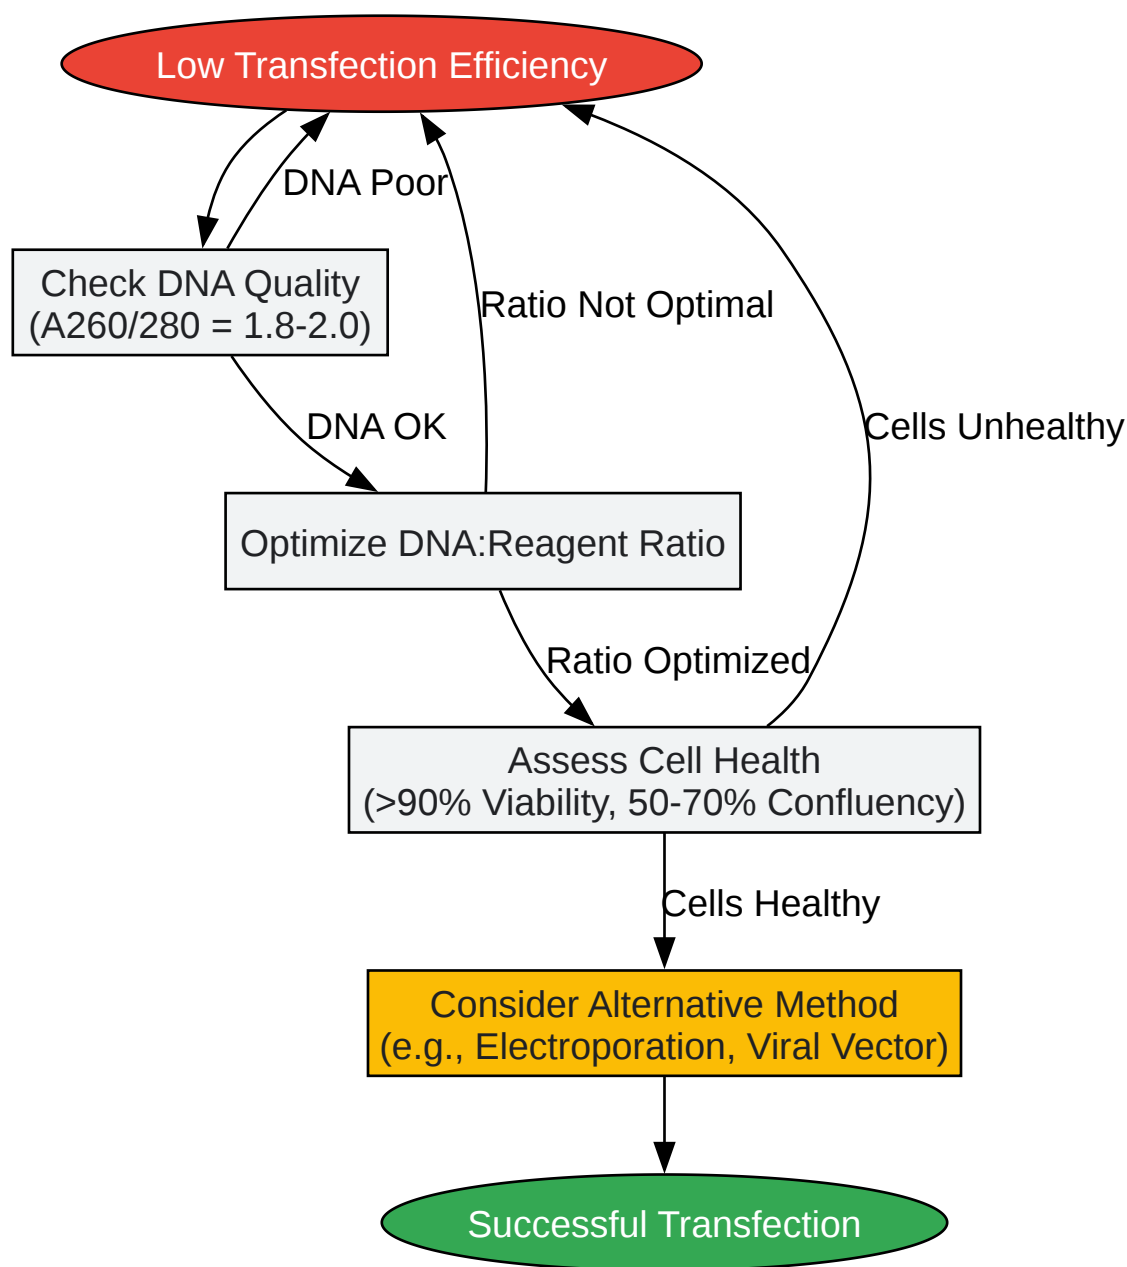 Low Transfection Efficiency
DNA Poor
Check DNA Quality
(A260/280 = 1.8-2.0)
Ratio Not Optimal
DNA OK
Cells Unhealthy
Optimize DNA:Reagent Ratio
Ratio Optimized
Assess Cell Health
(>90% Viability, 50-70% Confluency)
Cells Healthy
Consider Alternative Method
(e.g., Electroporation, Viral Vector)
Successful Transfection